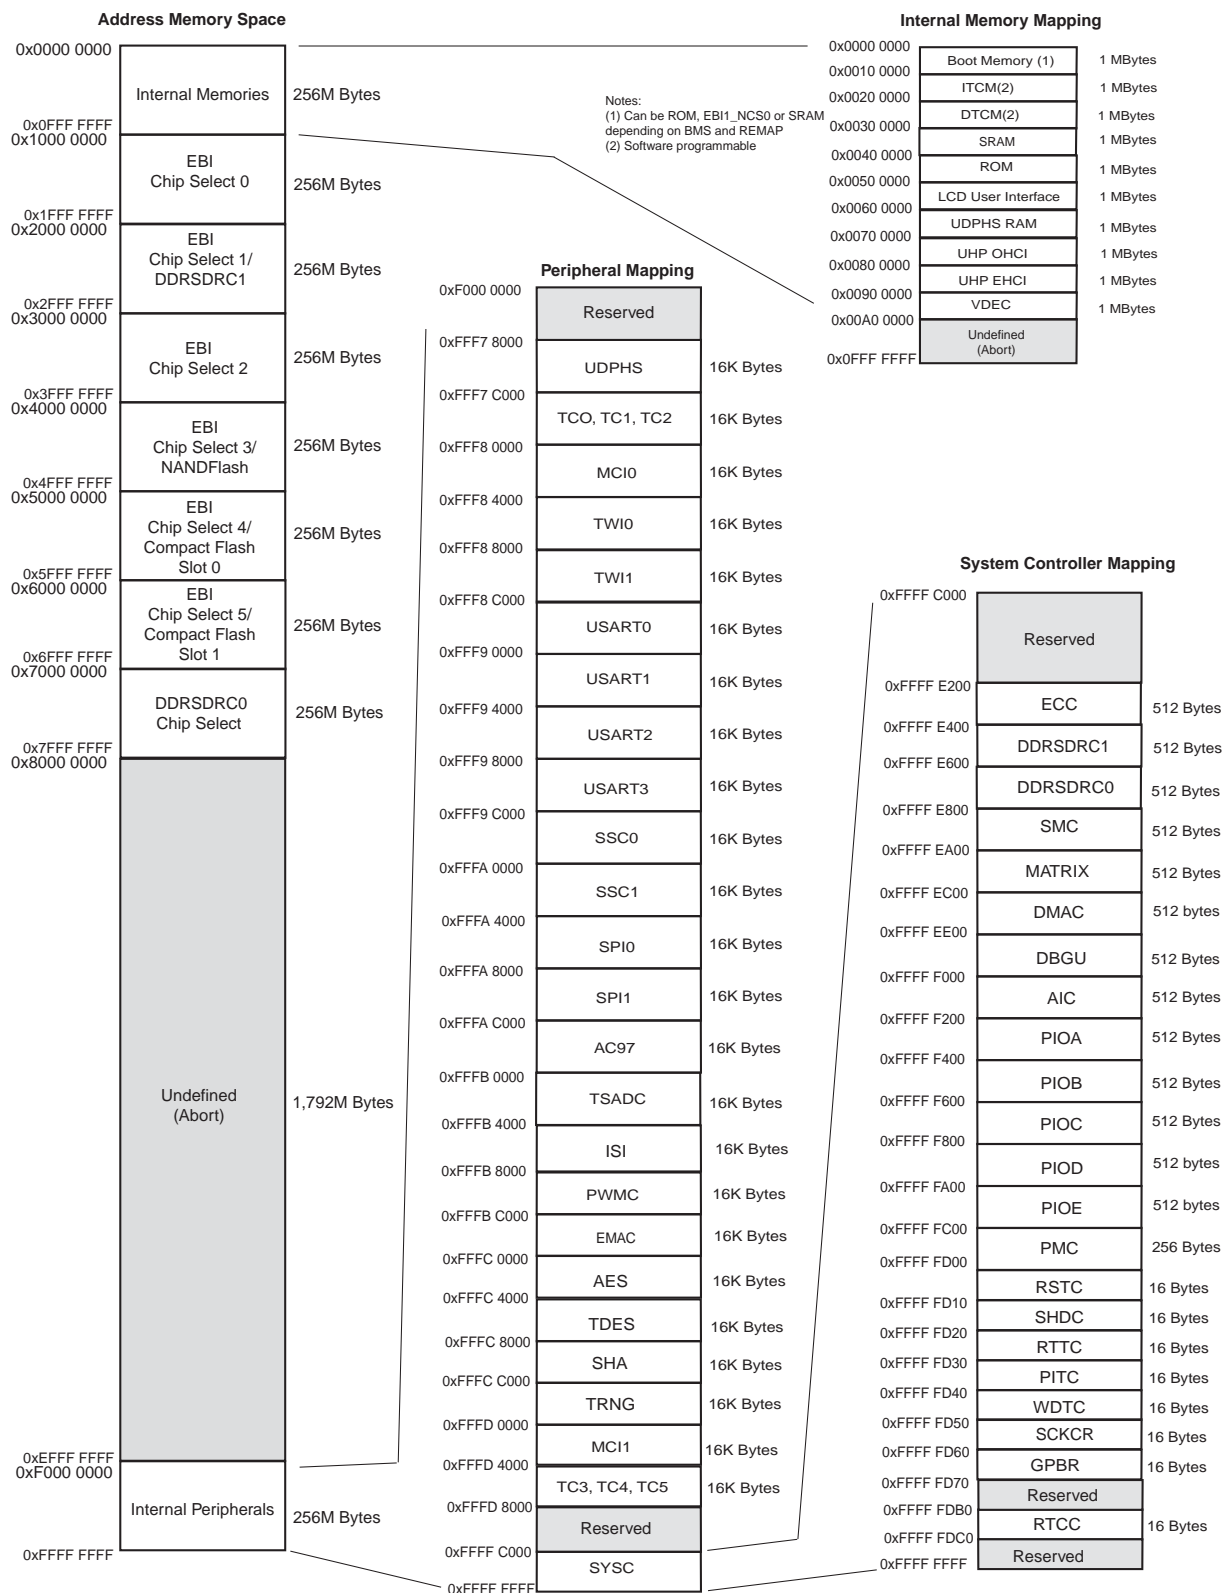 Address Memory Space
0x0000 0000
Internal Memories
256M Bytes
0x0FFF FFFF
0x1000 0000
EBI
Chip Select 0
256M Bytes
0x1FFF FFFF
0x2000 0000
EBI
Chip Select 1/
DDRSDRC1
256M Bytes
0x2FFF FFFF
0x3000 0000
EBI
Chip Select 2
256M Bytes
0x3FFF FFFF
0x4000 0000
EBI
Chip Select 3/
NANDFlash
256M Bytes
0x4FFF FFFF
0x5000 0000
EBI
Chip Select 4/
Compact Flash
Slot 0
256M Bytes
0x5FFF FFFF
0x6000 0000
EBI
Chip Select 5/
Compact Flash
Slot 1
256M Bytes
0x6FFF FFFF
0x7000 0000
DDRSDRC0
Chip Select
256M Bytes
0x7FFF FFFF
0x8000 0000
Undefined
(Abort)
1,792M Bytes
0xEFFF FFFF
0xF000 0000
Internal Peripherals
256M Bytes
0xFFFF FFFF
Notes:
(1) Can be ROM, EBI1_NCS0 or SRAM
depending on BMS and REMAP
(2) Software programmable
Internal Memory Mapping
0x0000 0000
Boot Memory (1)
1 MBytes
0x0010 0000
ITCM(2)
1 MBytes
0x0020 0000
DTCM(2)
1 MBytes
0x0030 0000
SRAM
1 MBytes
0x0040 0000
ROM
1 MBytes
0x0050 0000
LCD User Interface
1 MBytes
0x0060 0000
UDPHS RAM
1 MBytes
0x0070 0000
UHP OHCI
1 MBytes
0x0080 0000
UHP EHCI
1 MBytes
0x0090 0000
VDEC
1 MBytes
0x00A0 0000
Undefined
(Abort)
0x0FFF FFFF
Peripheral Mapping
0xF000 0000
Reserved
0xFFF7 8000
UDPHS
16K Bytes
0xFFF7 C000
TCO, TC1, TC2
16K Bytes
0xFFF8 0000
MCI0
16K Bytes
0xFFF8 4000
TWI0
16K Bytes
0xFFF8 8000
TWI1
16K Bytes
0xFFF8 C000
USART0
16K Bytes
0xFFF9 0000
USART1
16K Bytes
0xFFF9 4000
USART2
16K Bytes
0xFFF9 8000
USART3
16K Bytes
0xFFF9 C000
SSC0
16K Bytes
0xFFFA 0000
SSC1
16K Bytes
0xFFFA 4000
SPI0
16K Bytes
0xFFFA 8000
SPI1
16K Bytes
0xFFFA C000
AC97
16K Bytes
0xFFFB 0000
TSADC
16K Bytes
0xFFFB 4000
ISI
16K Bytes
0xFFFB 8000
PWMC
16K Bytes
0xFFFB C000
EMAC
16K Bytes
0xFFFC 0000
AES
16K Bytes
0xFFFC 4000
TDES
16K Bytes
0xFFFC 8000
SHA
16K Bytes
0xFFFC C000
TRNG
16K Bytes
0xFFFD 0000
MCI1
16K Bytes
0xFFFD 4000
TC3, TC4, TC5
16K Bytes
0xFFFD 8000
Reserved
0xFFFF C000
SYSC
0xFFFF FFFF
System Controller Mapping
0xFFFF C000
Reserved
0xFFFF E200
ECC
512 Bytes
0xFFFF E400
DDRSDRC1
512 Bytes
0xFFFF E600
DDRSDRC0
512 Bytes
0xFFFF E800
SMC
512 Bytes
0xFFFF EA00
MATRIX
512 Bytes
0xFFFF EC00
DMAC
512 bytes
0xFFFF EE00
DBGU
512 Bytes
0xFFFF F000
AIC
512 Bytes
0xFFFF F200
PIOA
512 Bytes
0xFFFF F400
PIOB
512 Bytes
0xFFFF F600
PIOC
512 Bytes
0xFFFF F800
PIOD
512 bytes
0xFFFF FA00
PIOE
512 bytes
0xFFFF FC00
PMC
256 Bytes
0xFFFF FD00
RSTC
16 Bytes
0xFFFF FD10
SHDC
16 Bytes
0xFFFF FD20
RTTC
16 Bytes
0xFFFF FD30
PITC
16 Bytes
0xFFFF FD40
WDTC
16 Bytes
0xFFFF FD50
SCKCR
16 Bytes
0xFFFF FD60
GPBR
16 Bytes
0xFFFF FD70
Reserved
0xFFFF FDB0
RTCC
16 Bytes
0xFFFF FDC0
Reserved
0xFFFF FFFF